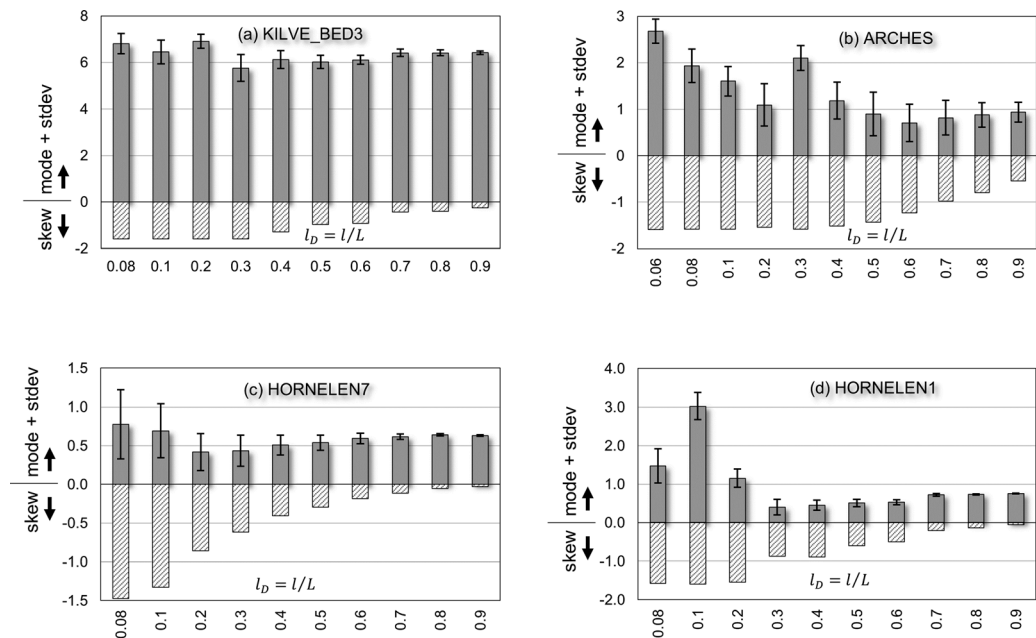 (a) KILVE_BED3
8
6
4
2
0
-2
mode + stdev
skew
l_D = l/L
0.08 0.1 0.2 0.3 0.4 0.5 0.6 0.7 0.8 0.9
(b) ARCHES
3
2
1
0
-1
-2
mode + stdev
skew
l_D = l/L
0.06 0.08 0.1 0.2 0.3 0.4 0.5 0.6 0.7 0.8 0.9
(c) HORNELEN7
1.5
1.0
0.5
0.0
-0.5
-1.0
-1.5
mode + stdev
skew
l_D = l/L
0.08 0.1 0.2 0.3 0.4 0.5 0.6 0.7 0.8 0.9
(d) HORNELEN1
4.0
3.0
2.0
1.0
0.0
-1.0
-2.0
mode + stdev
skew
l_D = l/L
0.08 0.1 0.2 0.3 0.4 0.5 0.6 0.7 0.8 0.9